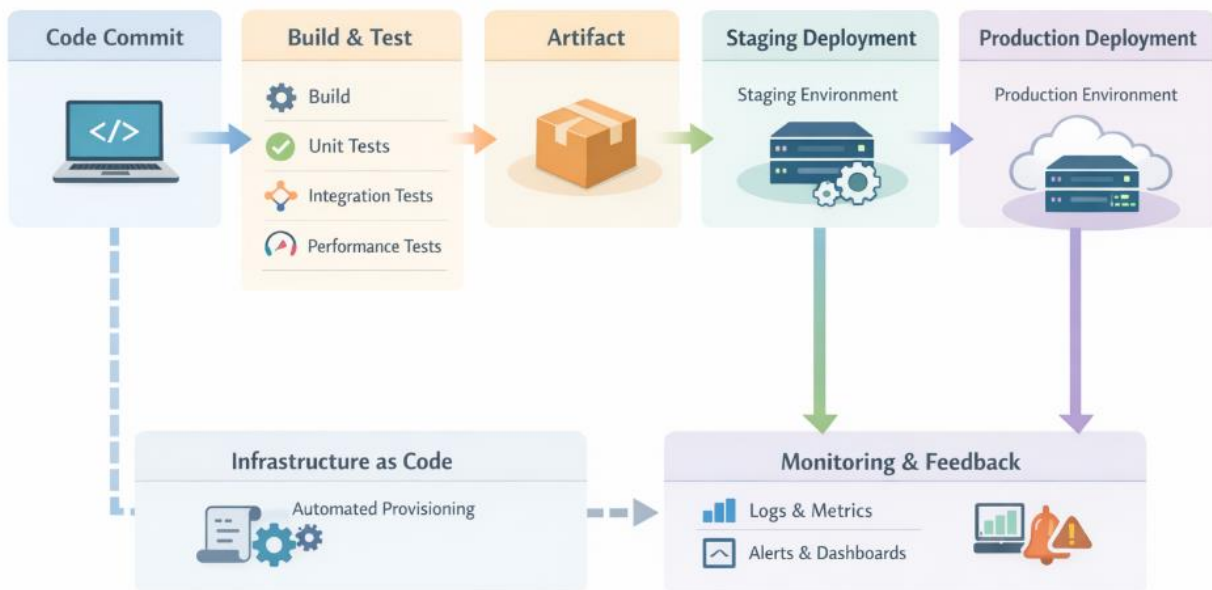 Code Commit
</>
Build & Test
Build
Unit Tests
Integration Tests
Performance Tests
Artifact
Staging Deployment
Staging Environment
Production Deployment
Production Environment
Infrastructure as Code
Automated Provisioning
Monitoring & Feedback
Logs & Metrics
Alerts & Dashboards